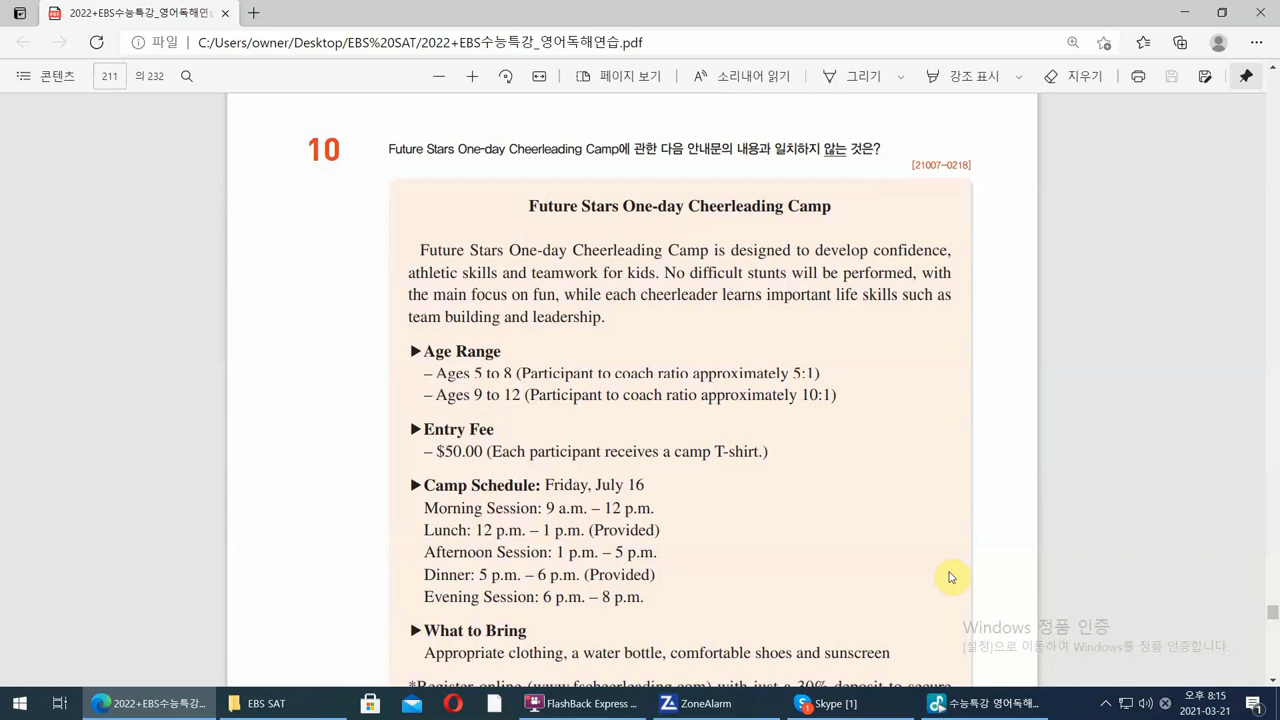 2022+EBS수능특강_영어독해연습
파일
C:/Users/owner/Desktop/EBS%20SAT/2022+EBS수능특강_영어독해연습.pdf
콘텐츠
211
의 232
페이지 보기
소리내어 읽기
그리기
강조 표시
지우기
10
Future Stars One-day Cheerleading Camp에 관한 다음 안내문의 내용과 일치하지 않는 것은?
[21007-0218]
Future Stars One-day Cheerleading Camp
Future Stars One-day Cheerleading Camp is designed to develop confidence,
athletic skills and teamwork for kids. No difficult stunts will be performed, with
the main focus on fun, while each cheerleader learns important life skills such as
team building and leadership.
▶Age Range
– Ages 5 to 8 (Participant to coach ratio approximately 5:1)
– Ages 9 to 12 (Participant to coach ratio approximately 10:1)
▶Entry Fee
– $50.00 (Each participant receives a camp T-shirt.)
▶Camp Schedule: Friday, July 16
Morning Session: 9 a.m. – 12 p.m.
Lunch: 12 p.m. – 1 p.m. (Provided)
Afternoon Session: 1 p.m. – 5 p.m.
Dinner: 5 p.m. – 6 p.m. (Provided)
Evening Session: 6 p.m. – 8 p.m.
▶What to Bring
Appropriate clothing, a water bottle, comfortable shoes and sunscreen
*Register online (www.fscheerleading.com) with just a 30% deposit to secure
Windows 정품 인증
[설정]으로 이동하여 Windows를 정품 인증합니다.
2022+EBS수능특강_영...
EBS SAT
FlashBack Express ...
ZoneAlarm
Skype [1]
수능특강 영어독해...
오후 8:15
2021-03-21